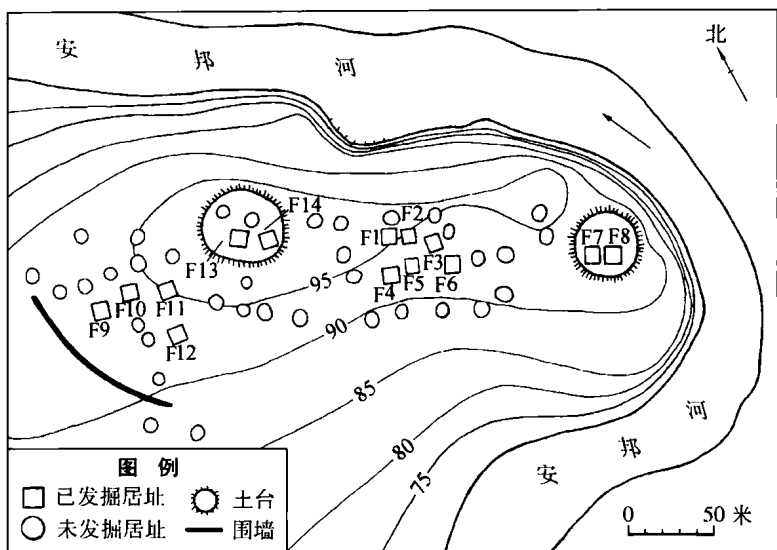 安 邦 河
北
F14
F2
F1
F7 F8
F13
F3
F5 F6
F4
95
F10 F11
F9
90
F12
85
80
75
安 邦 河
图 例
已发掘居址 土台
未发掘居址 围墙
0 50 米